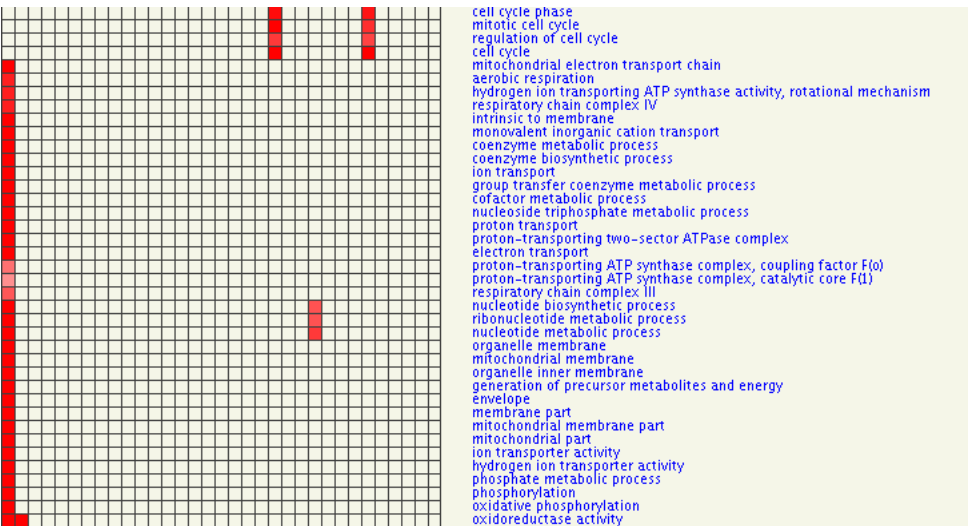 cell cycle phase
mitotic cell cycle
regulation of cell cycle
cell cycle
mitochondrial electron transport chain
aerobic respiration
hydrogen ion transporting ATP synthase activity, rotational mechanism
respiratory chain complex IV
intrinsic to membrane
monovalent inorganic cation transport
coenzyme metabolic process
coenzyme biosynthetic process
ion transport
group transfer coenzyme metabolic process
cofactor metabolic process
nucleoside triphosphate metabolic process
proton transport
proton-transporting two-sector ATPase complex
electron transport
proton-transporting ATP synthase complex, coupling factor F(o)
proton-transporting ATP synthase complex, catalytic core F(1)
respiratory chain complex III
nucleotide biosynthetic process
ribonucleotide metabolic process
nucleotide metabolic process
organelle membrane
mitochondrial membrane
organelle inner membrane
generation of precursor metabolites and energy
envelope
membrane part
mitochondrial membrane part
mitochondrial part
ion transporter activity
hydrogen ion transporter activity
phosphate metabolic process
phosphorylation
oxidative phosphorylation
oxidoreductase activity